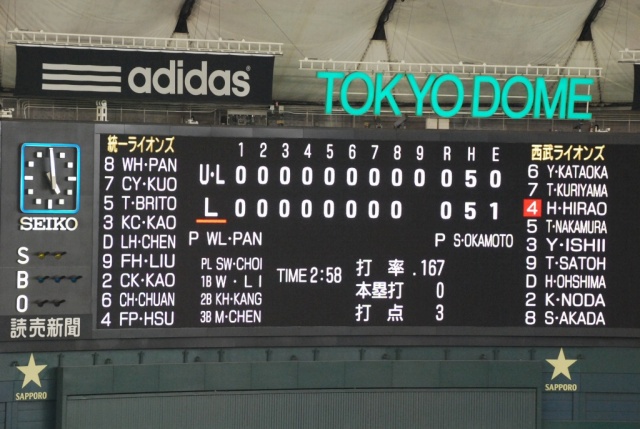 adidas
TOKYO DOME
SEIKO
S
B
O
読売新聞
SAPPORO
統一ライオンズ
8 WH·PAN
7 CY·KUO
5 T·BRITO
3 KC·KAO
D LH·CHEN
9 FH·LIU
2 CK·KAO
6 CH·CHUAN
4 FP·HSU
1 2 3 4 5 6 7 8 9 R H E
U·L 0 0 0 0 0 0 0 0 0 0 5 0
L 0 0 0 0 0 0 0 0 0 5 1
P WL·PAN P S·OKAMOTO
PL SW·CHOI
1B W·LI
2B KH·KANG
3B M·CHEN
TIME 2:58
打率 .167
本塁打 0
打点 3
西武ライオンズ
6 Y·KATAOKA
7 T·KURIYAMA
4 H·HIRAO
5 T·NAKAMURA
3 Y·ISHII
9 T·SATOH
D H·OHSHIMA
2 K·NODA
8 S·AKADA
SAPPORO